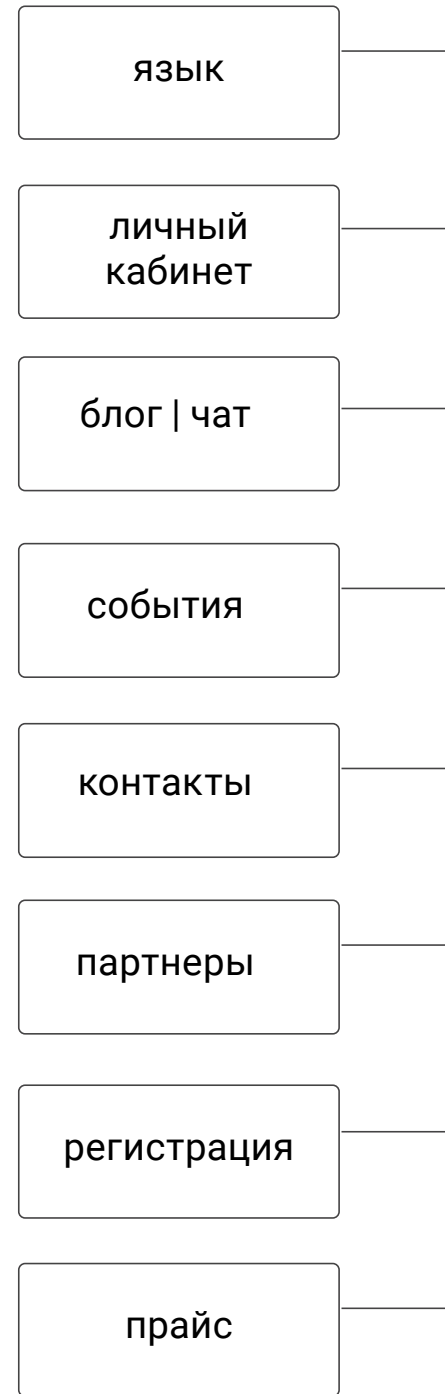 язык
личный
кабинет
блог | чат
события
контакты
партнеры
регистрация
прайс